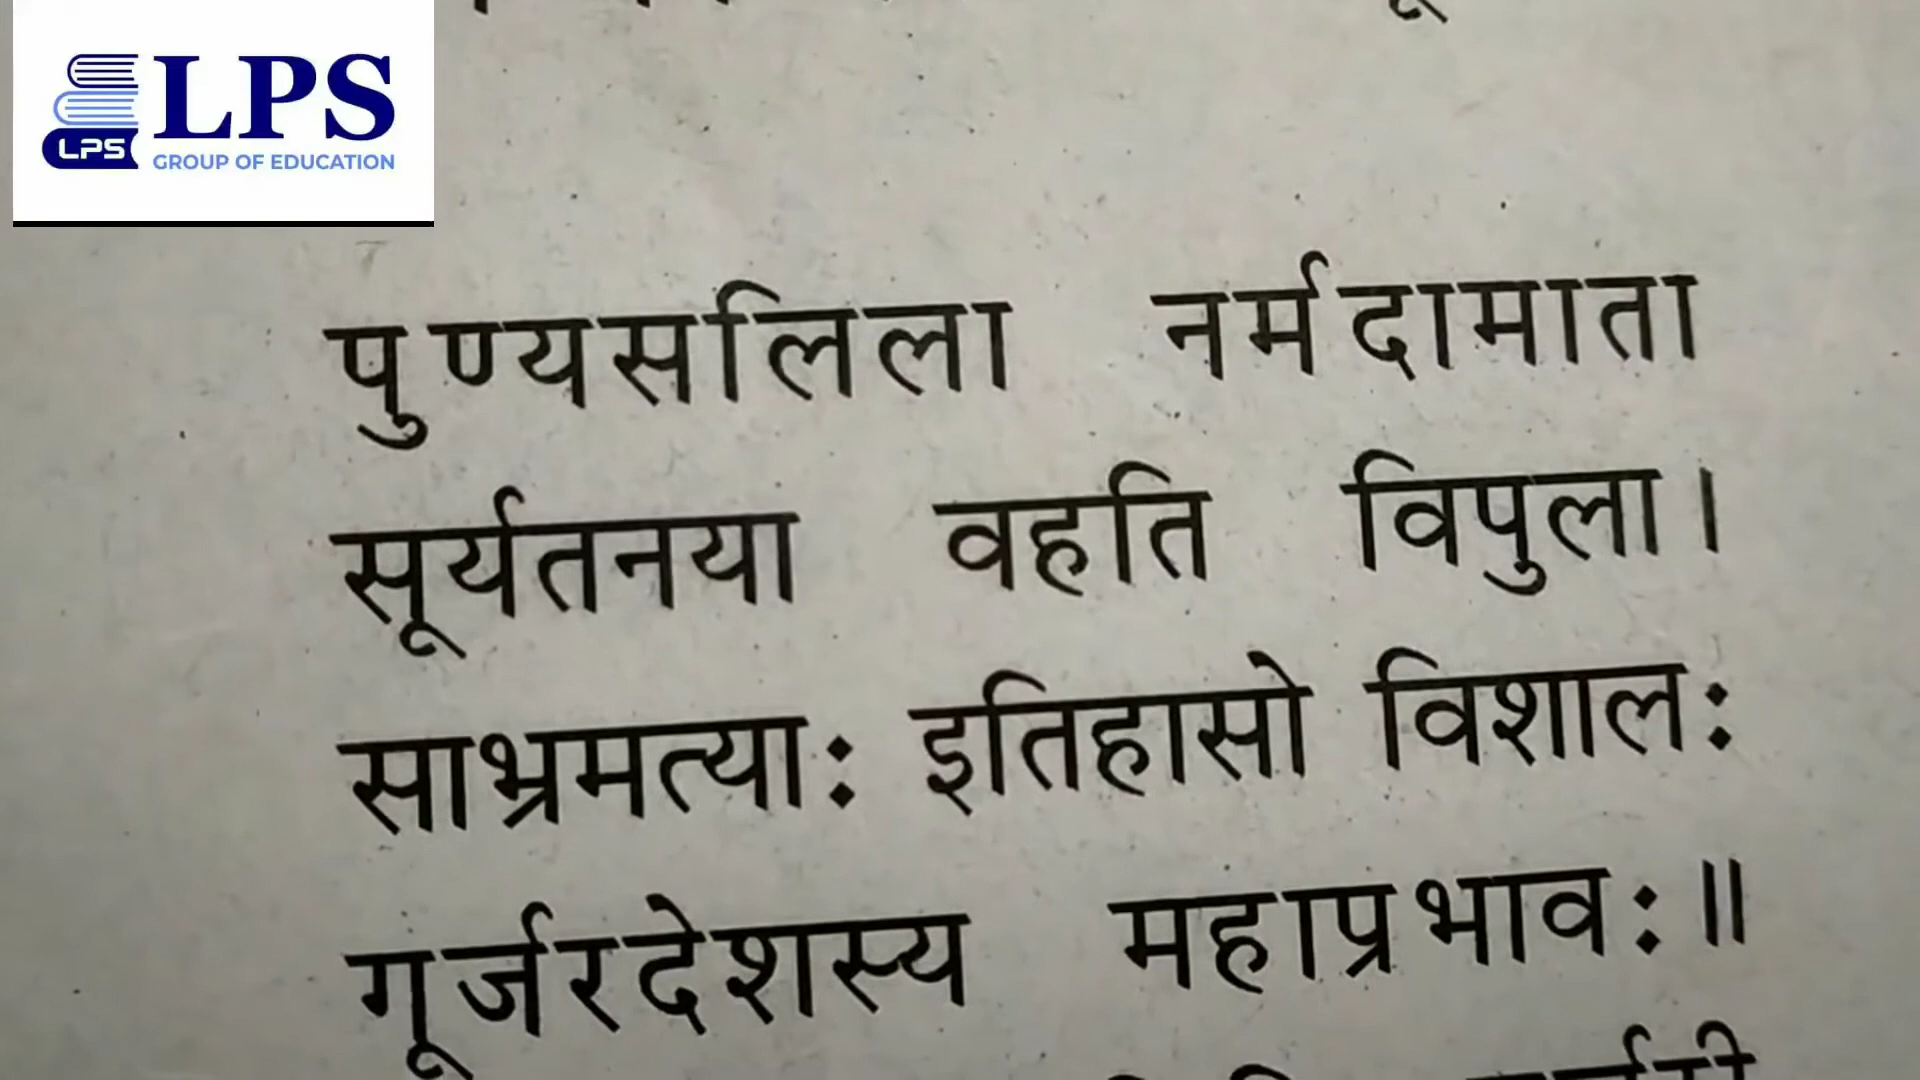 LPS
LPS
GROUP OF EDUCATION
पुण्यसलिला नर्मदामाता
सूर्यतनया वहति विपुला।
साभ्रमत्याः इतिहासो विशालः
गूर्जरदेशस्य महाप्रभावः॥